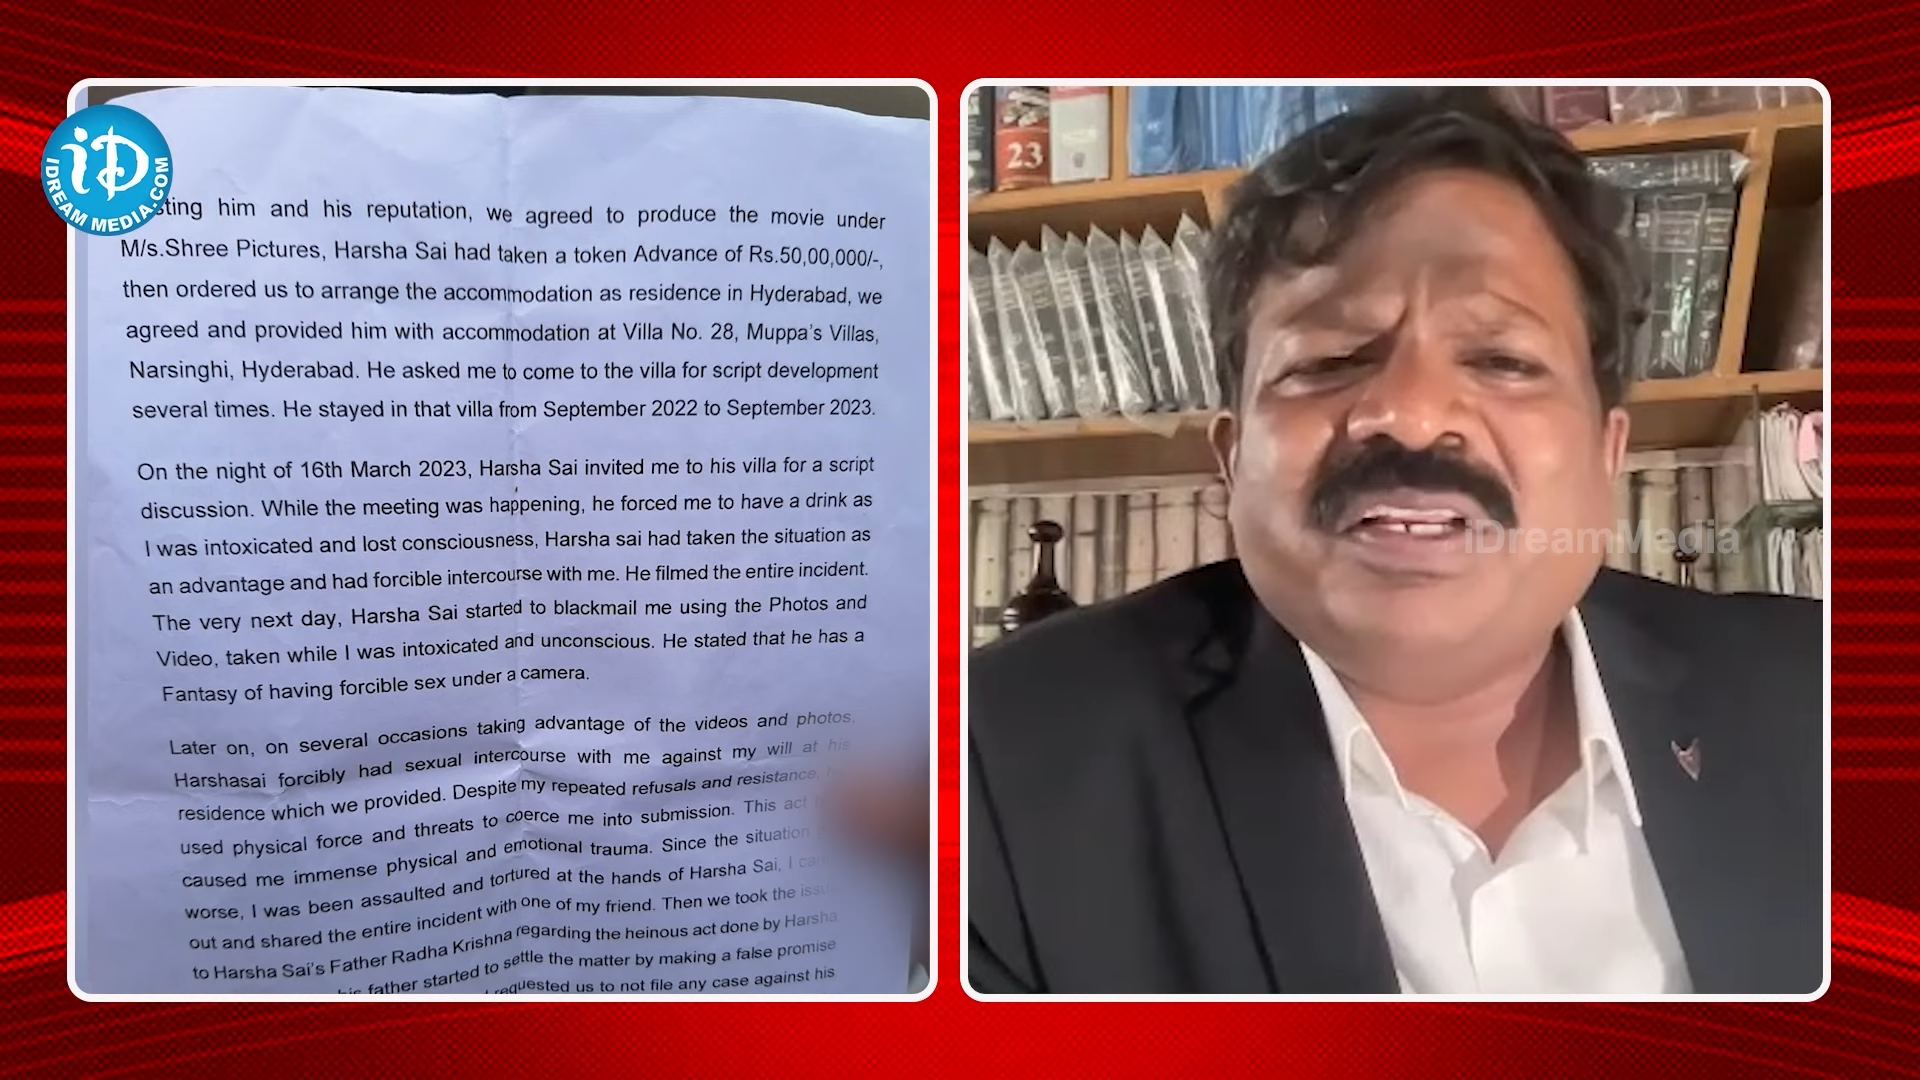 iD
IDREAM MEDIA.COM
him and his reputation, we agreed to produce the movie under
M/s.Shree Pictures, Harsha Sai had taken a token Advance of Rs.50,00,000/-,
then ordered us to arrange the accommodation as residence in Hyderabad, we
agreed and provided him with accommodation at Villa No. 28, Muppa's Villas,
Narsinghi, Hyderabad. He asked me to come to the villa for script development
several times. He stayed in that villa from September 2022 to September 2023.
On the night of 16th March 2023, Harsha Sai invited me to his villa for a script
discussion. While the meeting was happening, he forced me to have a drink as
I was intoxicated and lost consciousness, Harsha sai had taken the situation as
an advantage and had forcible intercourse with me. He filmed the entire incident.
The very next day, Harsha Sai started to blackmail me using the Photos and
Video, taken while I was intoxicated and unconscious. He stated that he has a
Fantasy of having forcible sex under a camera.
Later on, on several occasions taking advantage of the videos and photos,
Harshasai forcibly had sexual intercourse with me against my will at his
residence which we provided. Despite my repeated refusals and resistance,
used physical force and threats to coerce me into submission. This act
caused me immense physical and emotional trauma. Since the situation
worse, I was been assaulted and tortured at the hands of Harsha Sai, I
out and shared the entire incident with one of my friend. Then we took the
to Harsha Sai's Father Radha Krishna regarding the heinous act done by Harsha
his father started to settle the matter by making a false promise
requested us to not file any case against his
23
iDreamMedia